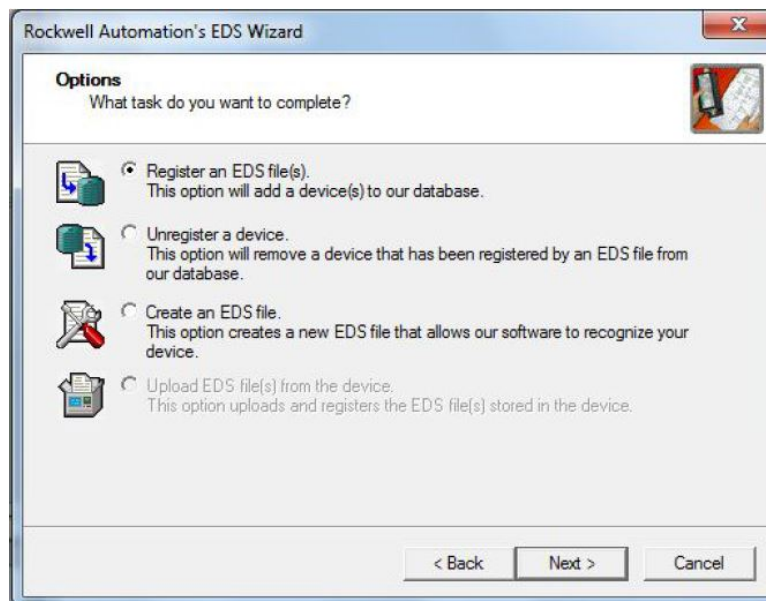 Rockwell Automation's EDS Wizard
Options
What task do you want to complete?
Register an EDS file(s).
This option will add a device(s) to our database.
Unregister a device.
This option will remove a device that has been registered by an EDS file from
our database.
Create an EDS file.
This option creates a new EDS file that allows our software to recognize your
device.
Upload EDS file(s) from the device.
This option uploads and registers the EDS file(s) stored in the device.
< Back
Next >
Cancel